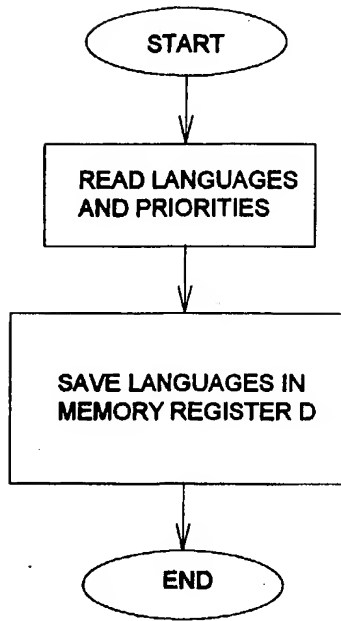 START
READ LANGUAGES
AND PRIORITIES
SAVE LANGUAGES IN
MEMORY REGISTER D
END